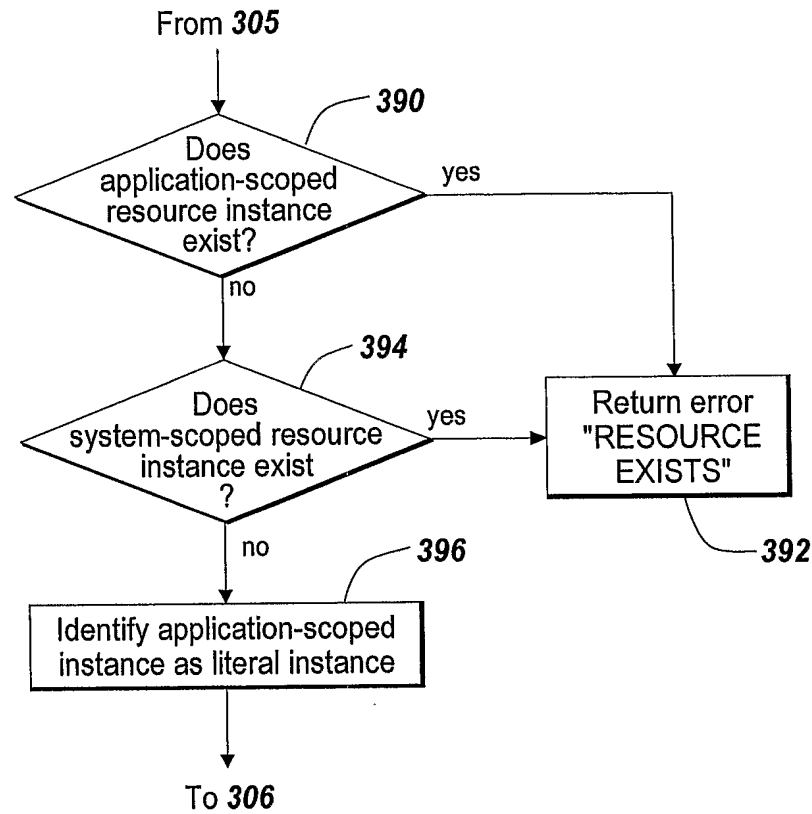 From 305
390
Does
application-scoped
resource instance
exist?
yes
no
394
Does
system-scoped resource
instance exist
?
yes
Return error
"RESOURCE
EXISTS"
392
no
396
Identify application-scoped
instance as literal instance
To 306